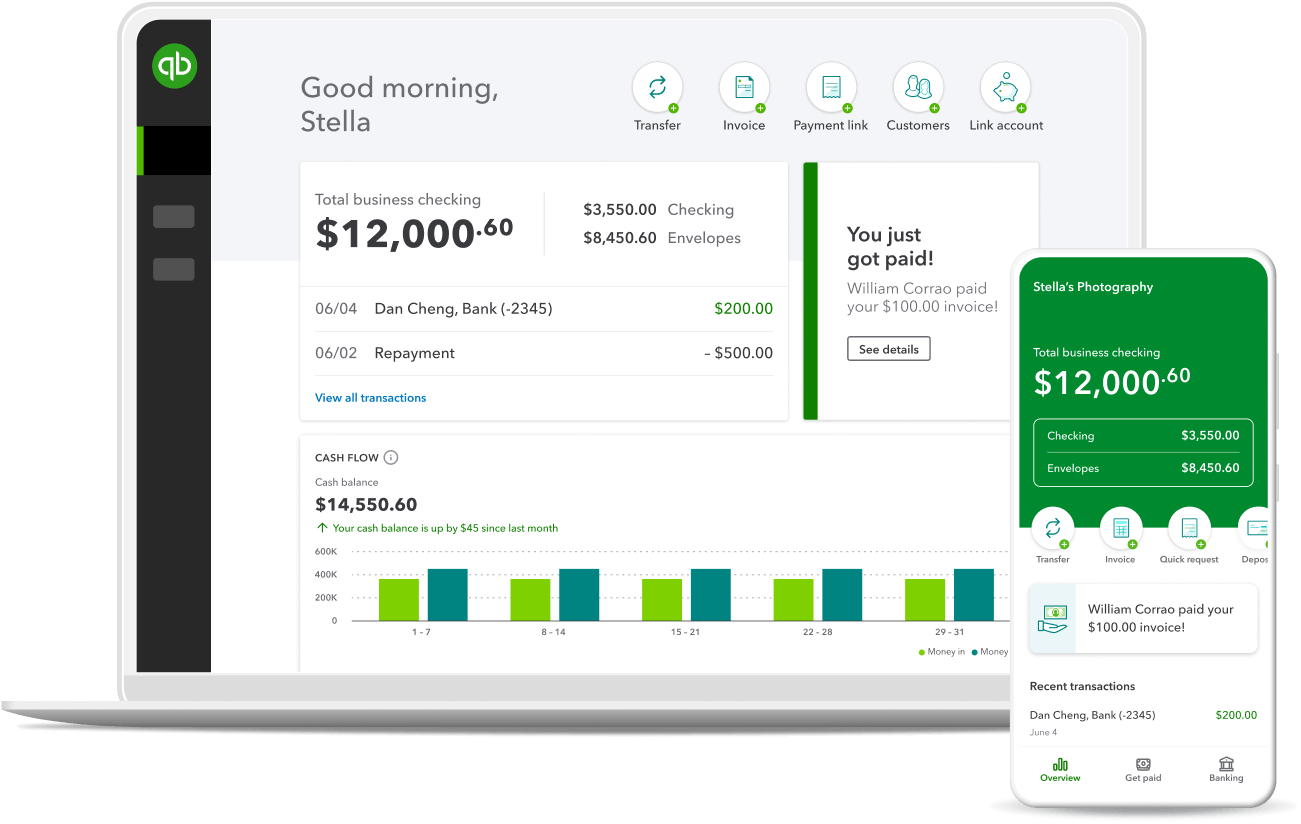 qb
Good morning,
Stella
Transfer
Invoice
Payment link
Customers
Link account
Total business checking
$12,000.60
$3,550.00 Checking
$8,450.60 Envelopes
06/04 Dan Cheng, Bank (-2345) $200.00
06/02 Repayment – $500.00
View all transactions
You just
got paid!
William Corrao paid
your $100.00 invoice!
See details
CASH FLOW
Cash balance
$14,550.60
Your cash balance is up by $45 since last month
600K
400K
200K
0
1 - 7
8 - 14
15 - 21
22 - 28
29 - 31
Money in
Money
Stella’s Photography
Total business checking
$12,000.60
Checking $3,550.00
Envelopes $8,450.60
Transfer
Invoice
Quick request
Depos
William Corrao paid your
$100.00 invoice!
Recent transactions
Dan Cheng, Bank (-2345) $200.00
June 4
Overview
Get paid
Banking